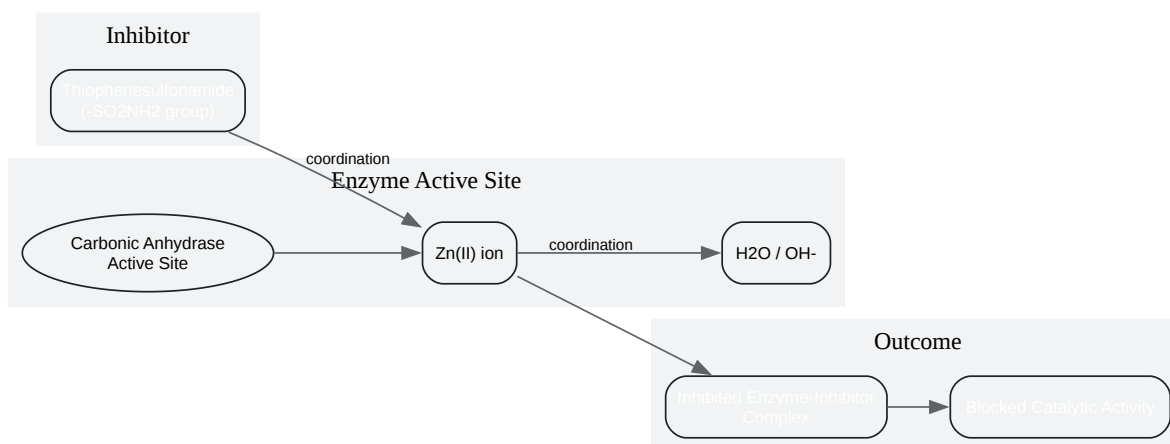 Inhibitor
Thiophenesulfonamide
(-SO2NH2 group)
coordination
Enzyme Active Site
Carbonic Anhydrase
Active Site
Zn(II) ion
coordination
H2O / OH-
Outcome
Inhibited Enzyme-Inhibitor
Complex
Blocked Catalytic Activity